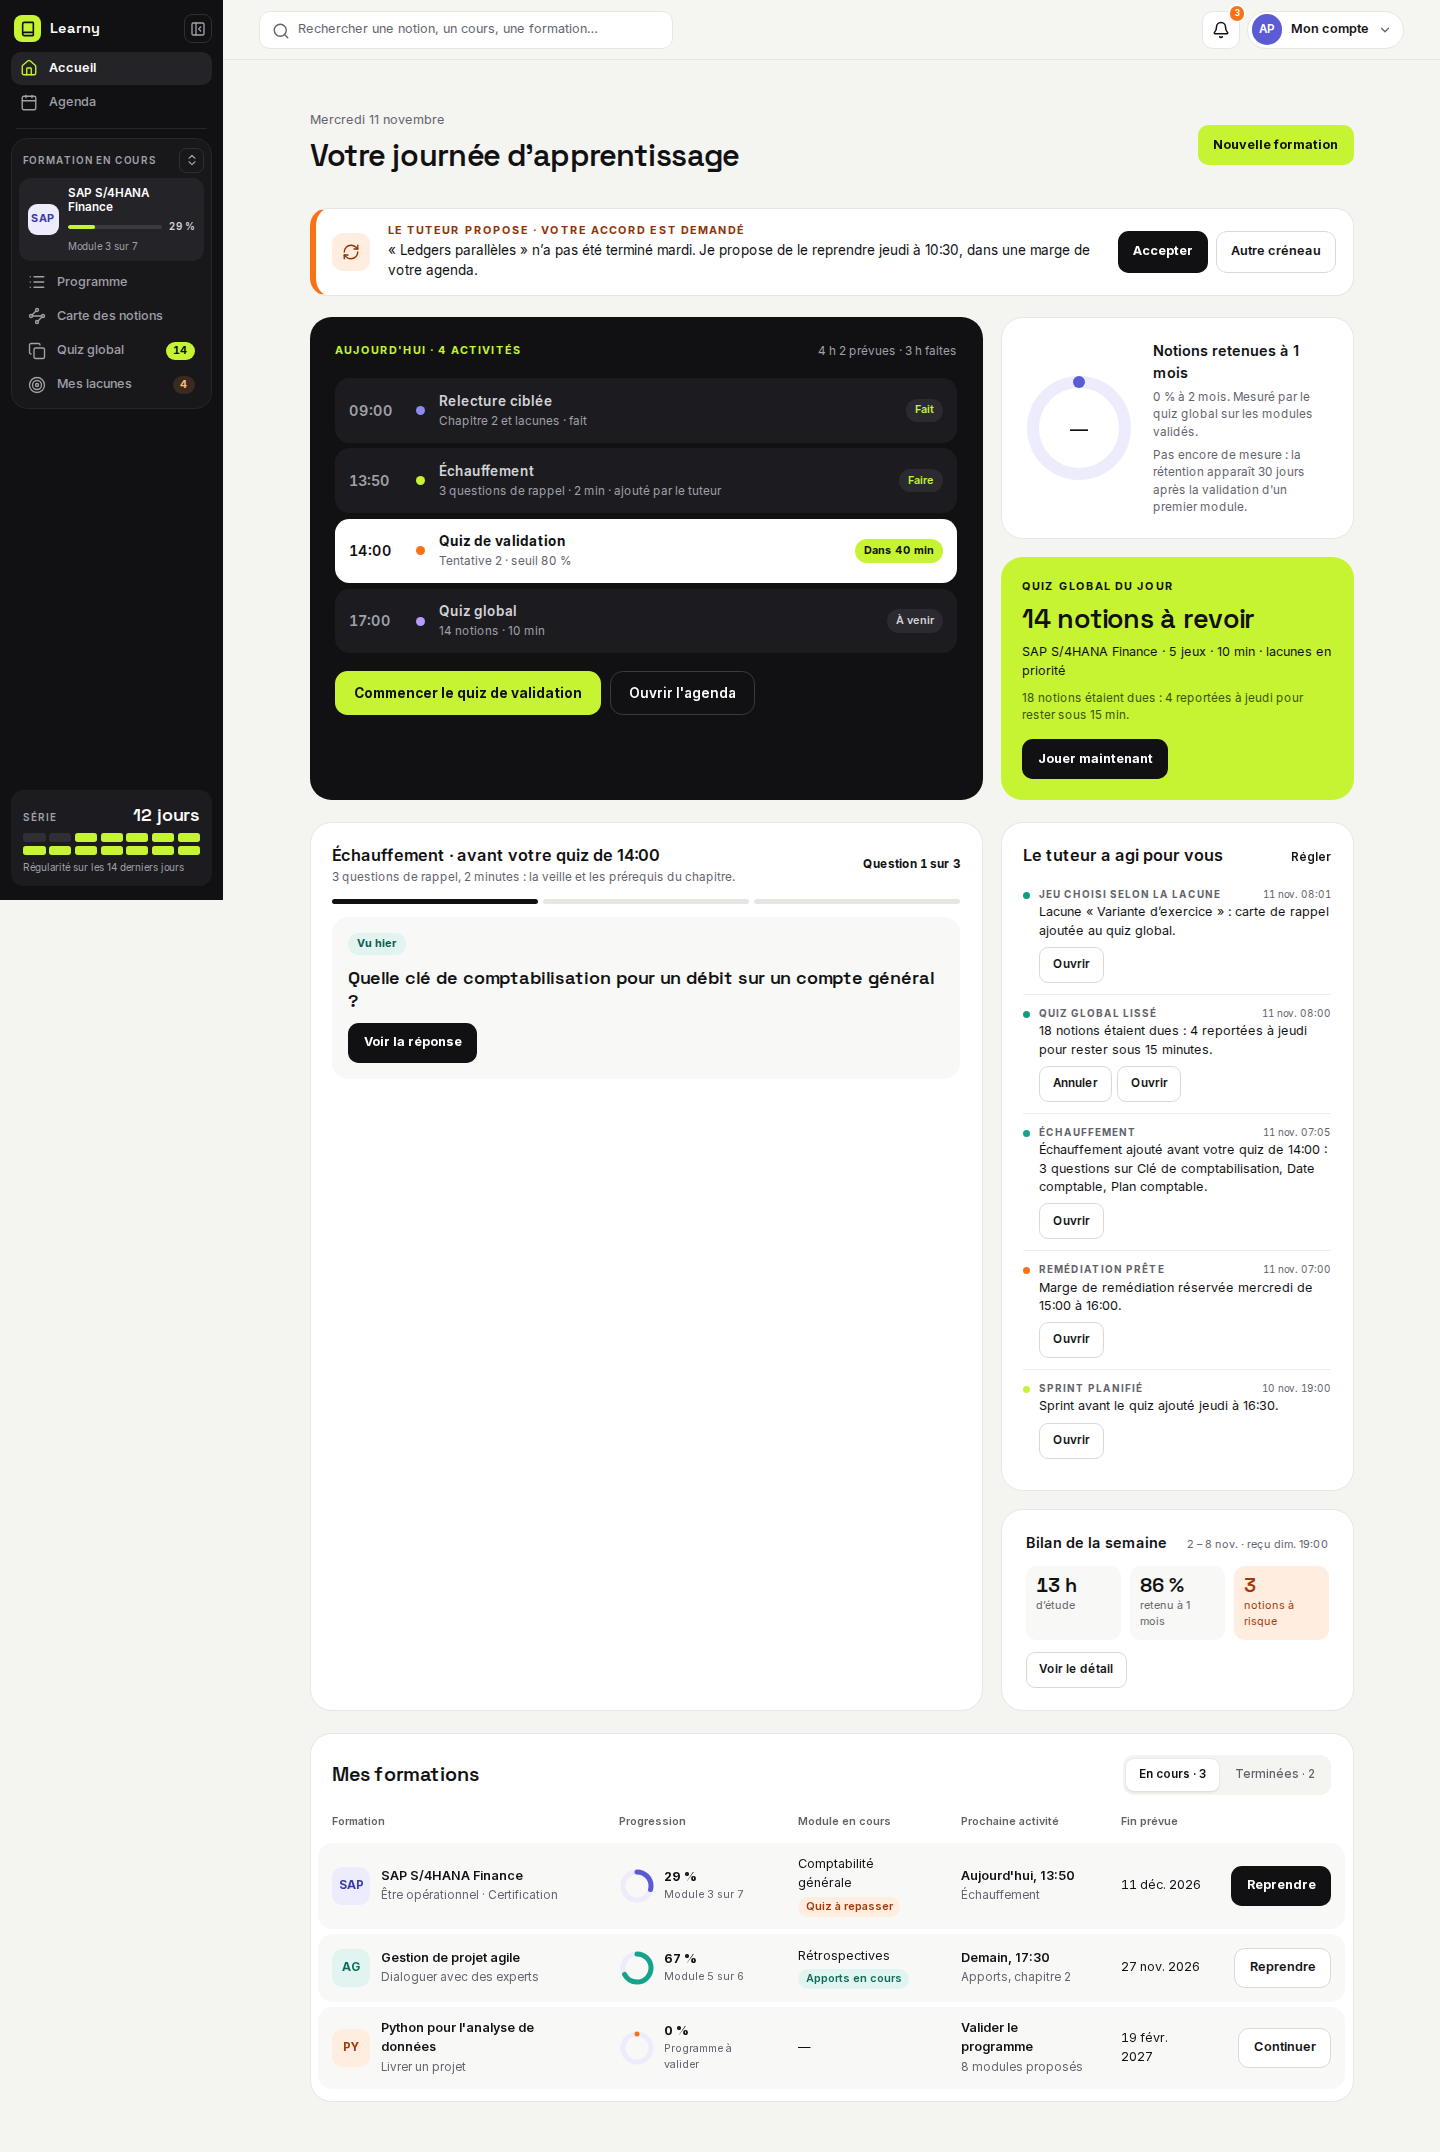 Learny
Accueil
Agenda
FORMATION EN COURS
SAP
SAP S/4HANA
Finance
29 %
Module 3 sur 7
Programme
Carte des notions
Quiz global
14
Mes lacunes
4
SÉRIE
12 jours
Régularité sur les 14 derniers jours
Rechercher une notion, un cours, une formation...
3
AP
Mon compte
Mercredi 11 novembre
Votre journée d'apprentissage
Nouvelle formation
LE TUTEUR PROPOSE · VOTRE ACCORD EST DEMANDÉ
« Ledgers parallèles » n'a pas été terminé mardi. Je propose de le reprendre jeudi à 10:30, dans une marge de
votre agenda.
Accepter
Autre créneau
AUJOURD'HUI · 4 ACTIVITÉS
4 h 2 prévues · 3 h faites
09:00
Relecture ciblée
Chapitre 2 et lacunes · fait
Fait
13:50
Échauffement
3 questions de rappel · 2 min · ajouté par le tuteur
Faire
14:00
Quiz de validation
Tentative 2 · seuil 80 %
Dans 40 min
17:00
Quiz global
14 notions · 10 min
À venir
Commencer le quiz de validation
Ouvrir l'agenda
—
Notions retenues à 1
mois
0 % à 2 mois. Mesuré par le
quiz global sur les modules
validés.
Pas encore de mesure : la
rétention apparaît 30 jours
après la validation d'un
premier module.
QUIZ GLOBAL DU JOUR
14 notions à revoir
SAP S/4HANA Finance · 5 jeux · 10 min · lacunes en
priorité
18 notions étaient dues : 4 reportées à jeudi pour
rester sous 15 min.
Jouer maintenant
Échauffement · avant votre quiz de 14:00
3 questions de rappel, 2 minutes : la veille et les prérequis du chapitre.
Question 1 sur 3
Vu hier
Quelle clé de comptabilisation pour un débit sur un compte général
?
Voir la réponse
Le tuteur a agi pour vous
Régler
JEU CHOISI SELON LA LACUNE
11 nov. 08:01
Lacune « Variante d'exercice » : carte de rappel
ajoutée au quiz global.
Ouvrir
QUIZ GLOBAL LISSÉ
11 nov. 08:00
18 notions étaient dues : 4 reportées à jeudi
pour rester sous 15 minutes.
Annuler
Ouvrir
ÉCHAUFFEMENT
11 nov. 07:05
Échauffement ajouté avant votre quiz de 14:00 :
3 questions sur Clé de comptabilisation, Date
comptable, Plan comptable.
Ouvrir
REMÉDIATION PRÊTE
11 nov. 07:00
Marge de remédiation réservée mercredi de
15:00 à 16:00.
Ouvrir
SPRINT PLANIFIÉ
10 nov. 19:00
Sprint avant le quiz ajouté jeudi à 16:30.
Ouvrir
Bilan de la semaine
2 – 8 nov. · reçu dim. 19:00
13 h
d'étude
86 %
retenu à 1
mois
3
notions à
risque
Voir le détail
Mes formations
En cours · 3
Terminées · 2
Formation
Progression
Module en cours
Prochaine activité
Fin prévue
SAP
SAP S/4HANA Finance
Être opérationnel · Certification
29 %
Module 3 sur 7
Comptabilité
générale
Quiz à repasser
Aujourd'hui, 13:50
Échauffement
11 déc. 2026
Reprendre
AG
Gestion de projet agile
Dialoguer avec des experts
67 %
Module 5 sur 6
Rétrospectives
Apports en cours
Demain, 17:30
Apports, chapitre 2
27 nov. 2026
Reprendre
PY
Python pour l'analyse de
données
Livrer un projet
0 %
Programme à
valider
—
Valider le
programme
8 modules proposés
19 févr.
2027
Continuer